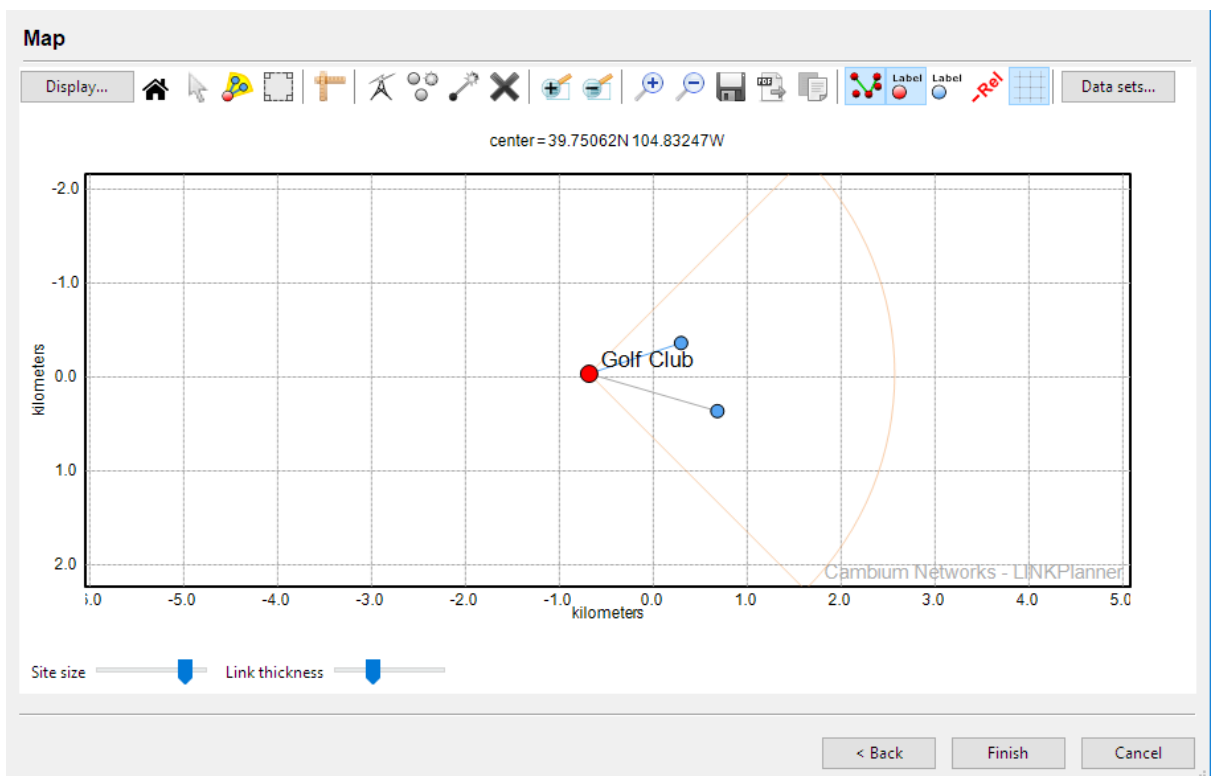 Map
Display...
Label
Label
-Rel
Data sets...
center = 39.75062N 104.83247W
-2.0
-1.0
0.0
1.0
2.0
kilometers
Golf Club
Cambium Networks - LINKPlanner
-5.0
-4.0
-3.0
-2.0
-1.0
0.0
1.0
2.0
3.0
4.0
5.0
kilometers
Site size
Link thickness
< Back
Finish
Cancel